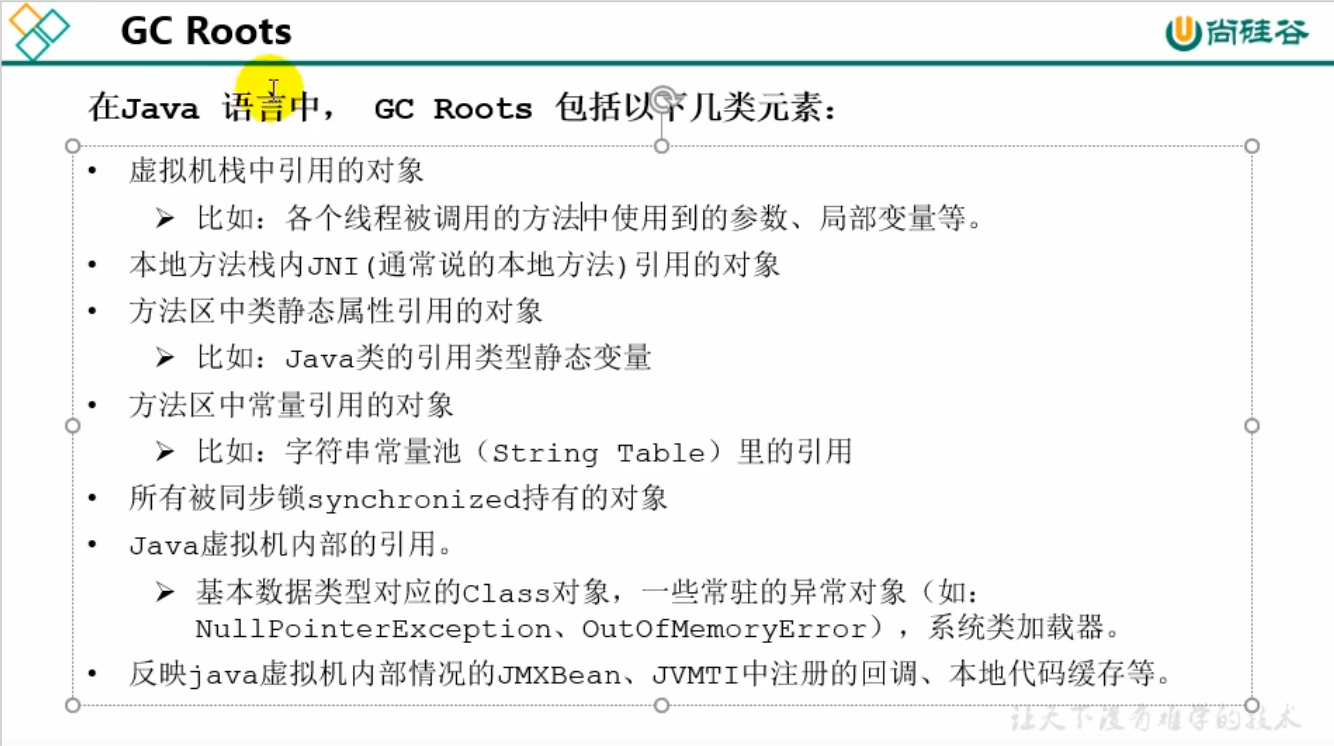 GC Roots
尚硅谷
在Java 语言中， GC Roots 包括以下几类元素：
• 虚拟机栈中引用的对象
➢ 比如：各个线程被调用的方法中使用到的参数、局部变量等。
• 本地方法栈内JNI(通常说的本地方法)引用的对象
• 方法区中类静态属性引用的对象
➢ 比如：Java类的引用类型静态变量
• 方法区中常量引用的对象
➢ 比如：字符串常量池（String Table）里的引用
• 所有被同步锁synchronized持有的对象
• Java虚拟机内部的引用。
➢ 基本数据类型对应的Class对象，一些常驻的异常对象（如：
NullPointerException、OutOfMemoryError），系统类加载器。
• 反映java虚拟机内部情况的JMXBean、JVMTI中注册的回调、本地代码缓存等。
让天下没有难学的技术